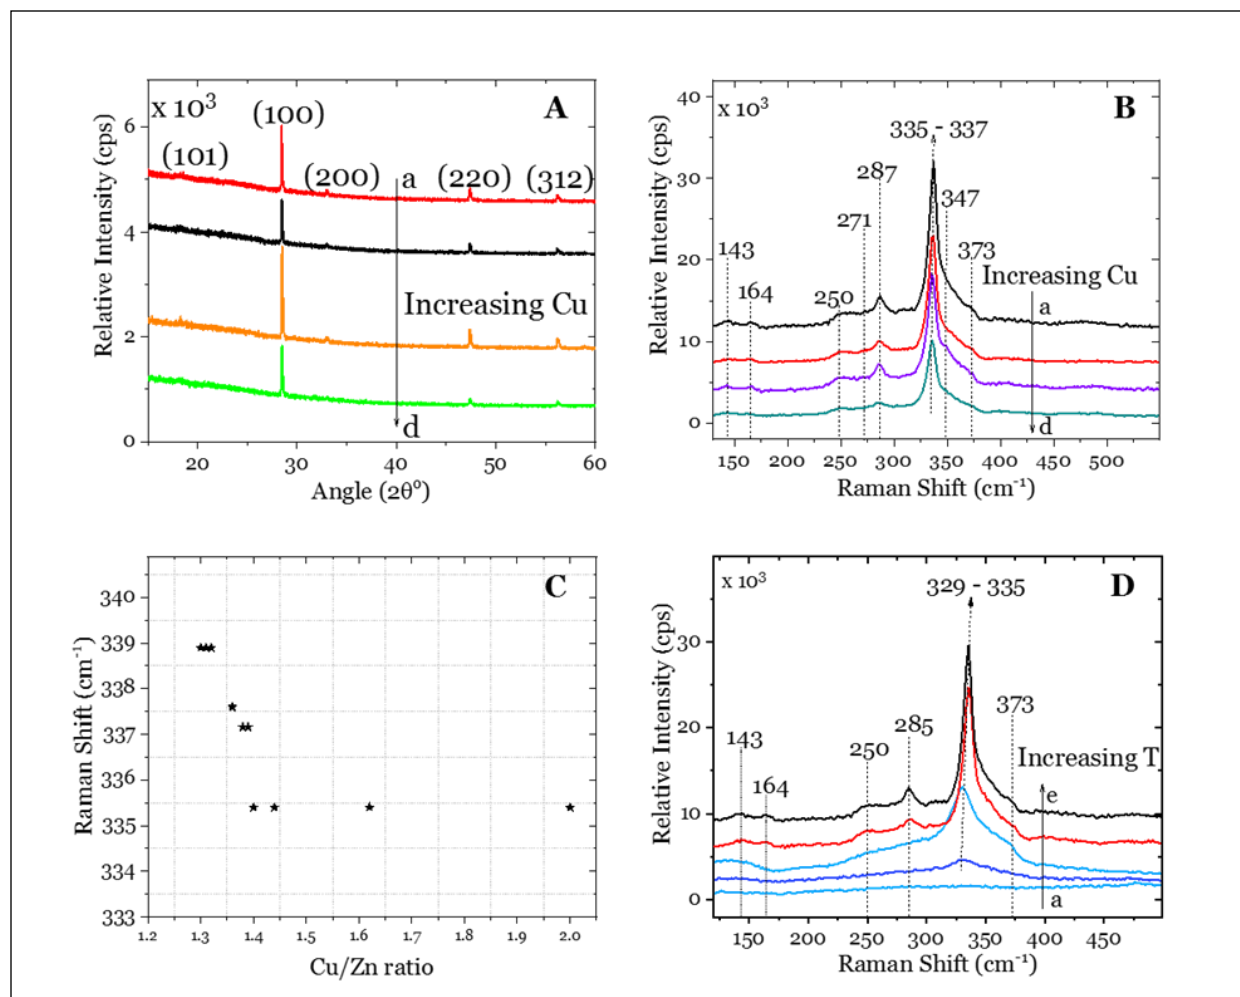 A
x 10³
(100)
(101)
(200)
a
(220)
(312)
Increasing Cu
d
Relative Intensity (cps)
6
4
2
0
20
30
40
50
60
Angle (2θ⁰)
B
x 10³
335 - 337
287
347
271
143
164
250
373
Increasing Cu
a
d
Relative Intensity (cps)
40
30
20
10
0
150
200
250
300
350
400
450
500
Raman Shift (cm⁻¹)
C
Raman Shift (cm⁻¹)
340
339
338
337
336
335
334
333
1.2
1.3
1.4
1.5
1.6
1.7
1.8
1.9
2.0
Cu/Zn ratio
D
x 10³
329 - 335
373
285
143
250
164
Increasing T
e
a
Relative Intensity (cps)
30
20
10
0
150
200
250
300
350
400
450
Raman Shift (cm⁻¹)